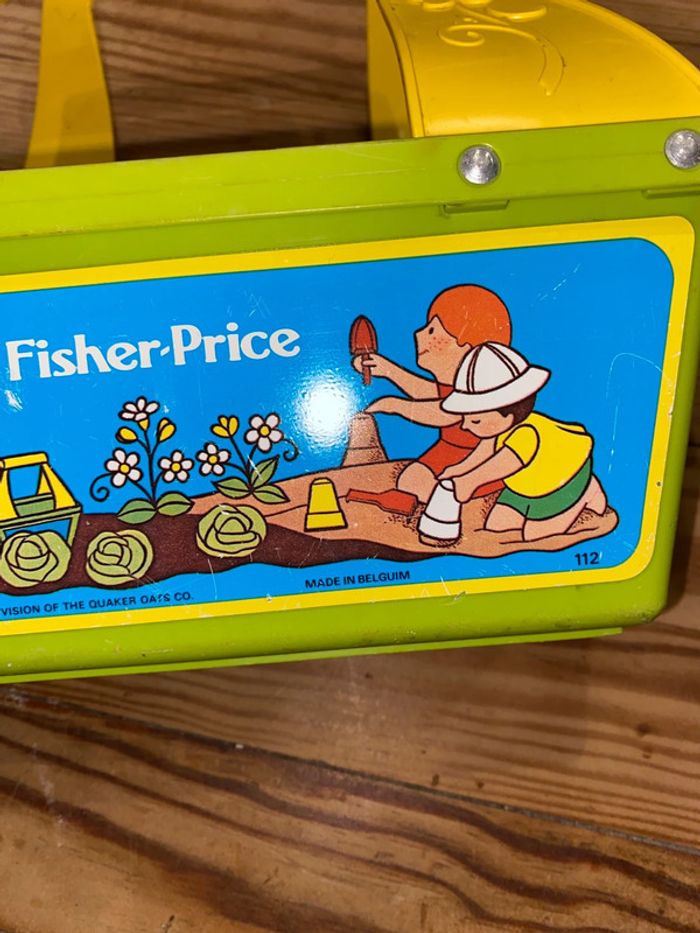 Fisher-Price
VISION OF THE QUAKER OATS CO.
MADE IN BELGUIM
112